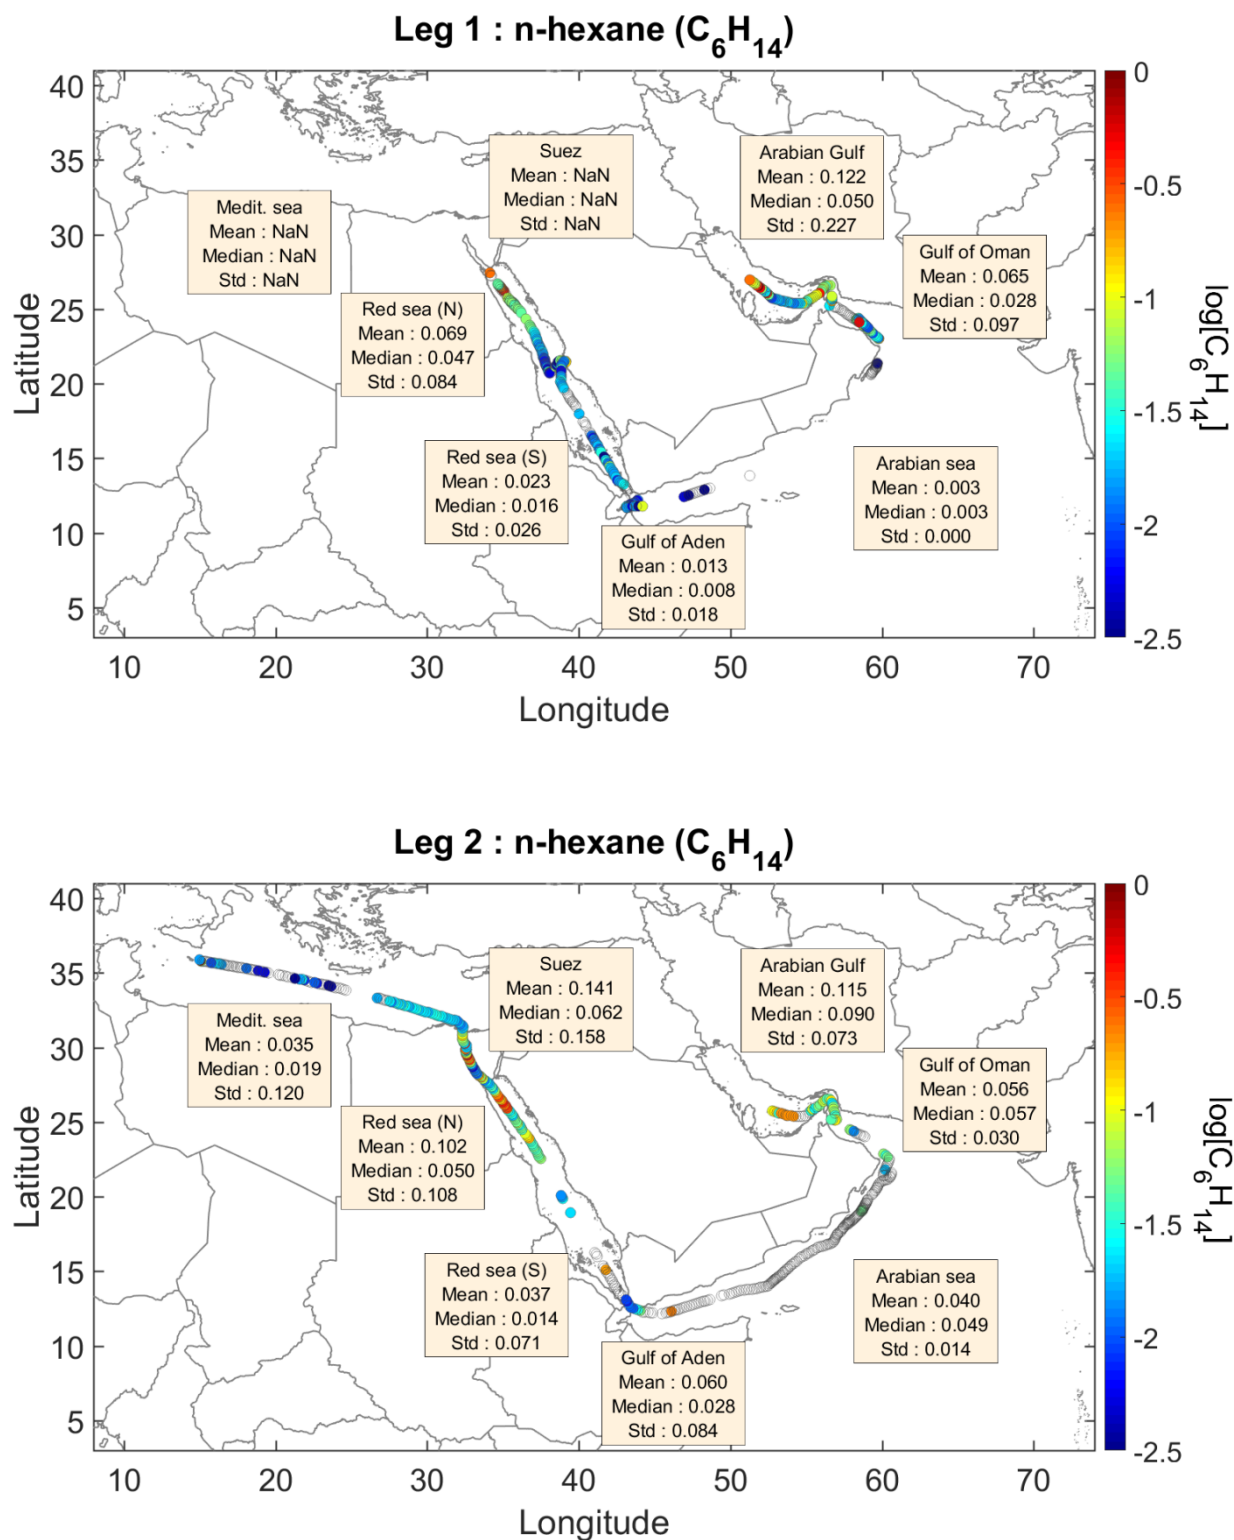 Leg 1 : n-hexane (C6H14)
40
35
30
25
20
15
10
5
Latitude
Medit. sea
Mean : NaN
Median : NaN
Std : NaN
Suez
Mean : NaN
Median : NaN
Std : NaN
Arabian Gulf
Mean : 0.122
Median : 0.050
Std : 0.227
Gulf of Oman
Mean : 0.065
Median : 0.028
Std : 0.097
Red sea (N)
Mean : 0.069
Median : 0.047
Std : 0.084
Red sea (S)
Mean : 0.023
Median : 0.016
Std : 0.026
Arabian sea
Mean : 0.003
Median : 0.003
Std : 0.000
Gulf of Aden
Mean : 0.013
Median : 0.008
Std : 0.018
10 20 30 40 50 60 70
Longitude
0
-0.5
-1
-1.5
-2
-2.5
log[C6H14]
Leg 2 : n-hexane (C6H14)
40
35
30
25
20
15
10
5
Latitude
Suez
Mean : 0.141
Median : 0.062
Std : 0.158
Arabian Gulf
Mean : 0.115
Median : 0.090
Std : 0.073
Medit. sea
Mean : 0.035
Median : 0.019
Std : 0.120
Gulf of Oman
Mean : 0.056
Median : 0.057
Std : 0.030
Red sea (N)
Mean : 0.102
Median : 0.050
Std : 0.108
Red sea (S)
Mean : 0.037
Median : 0.014
Std : 0.071
Arabian sea
Mean : 0.040
Median : 0.049
Std : 0.014
Gulf of Aden
Mean : 0.060
Median : 0.028
Std : 0.084
10 20 30 40 50 60 70
Longitude
0
-0.5
-1
-1.5
-2
-2.5
log[C6H14]